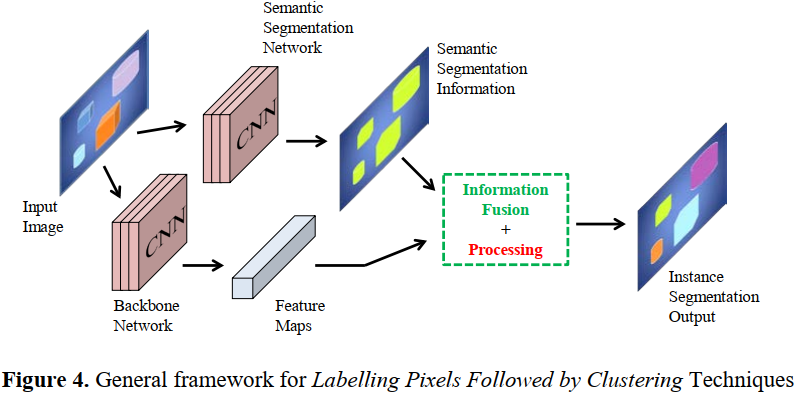 Semantic
Segmentation
Network
CNN
Semantic
Segmentation
Information
Input
Image
CNN
Backbone
Network
Feature
Maps
Information
Fusion
+
Processing
Instance
Segmentation
Output
Figure 4. General framework for Labelling Pixels Followed by Clustering Techniques